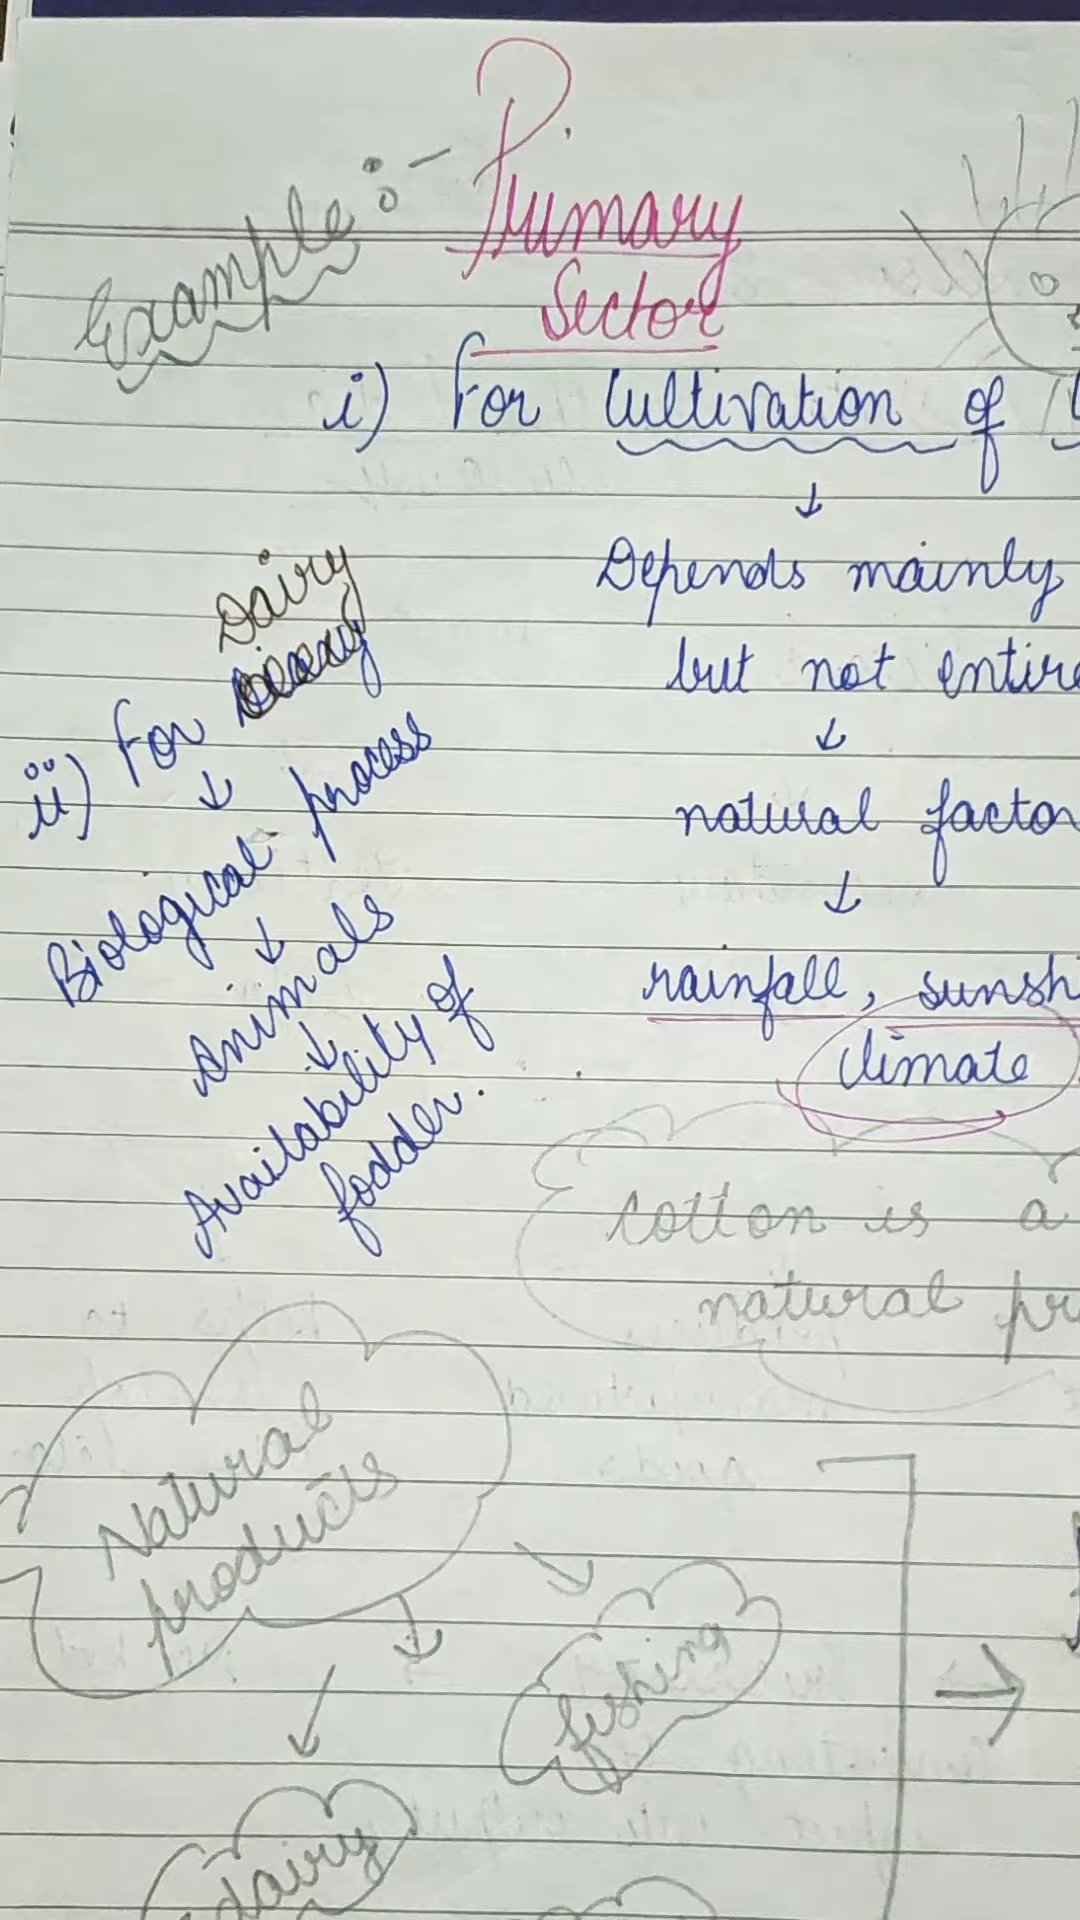 Example :-
Primary
Sector
i) For Cultivation of
↓
Depends mainly
but not entire
↓
natural factor
↓
rainfall, sunsh
climate
cotton is a
natural pr
Dairy
ii) For
↓
Biological process
↓
Animals
↓
Availability of
fodder.
Natural
products
fishing
dairy